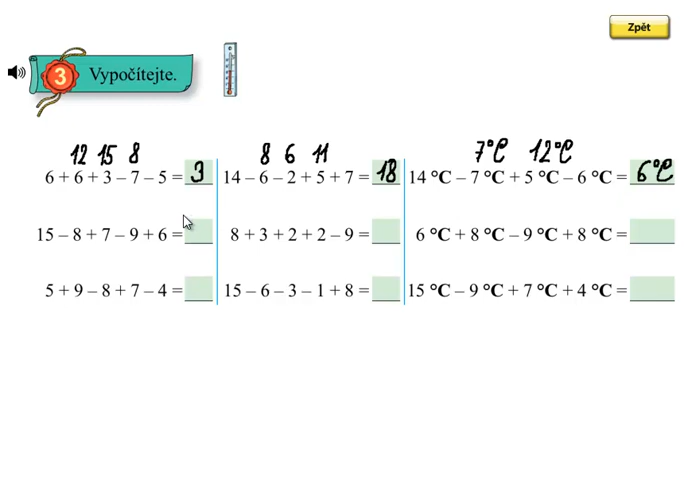 Zpět
3 Vypočítejte.
12 15 8
6 + 6 + 3 – 7 – 5 = 3
15 – 8 + 7 – 9 + 6 =
5 + 9 – 8 + 7 – 4 =
8 6 11
14 – 6 – 2 + 5 + 7 = 18
8 + 3 + 2 + 2 – 9 =
15 – 6 – 3 – 1 + 8 =
7°C 12°C
14 °C – 7 °C + 5 °C – 6 °C = 6°C
6 °C + 8 °C – 9 °C + 8 °C =
15 °C – 9 °C + 7 °C + 4 °C =